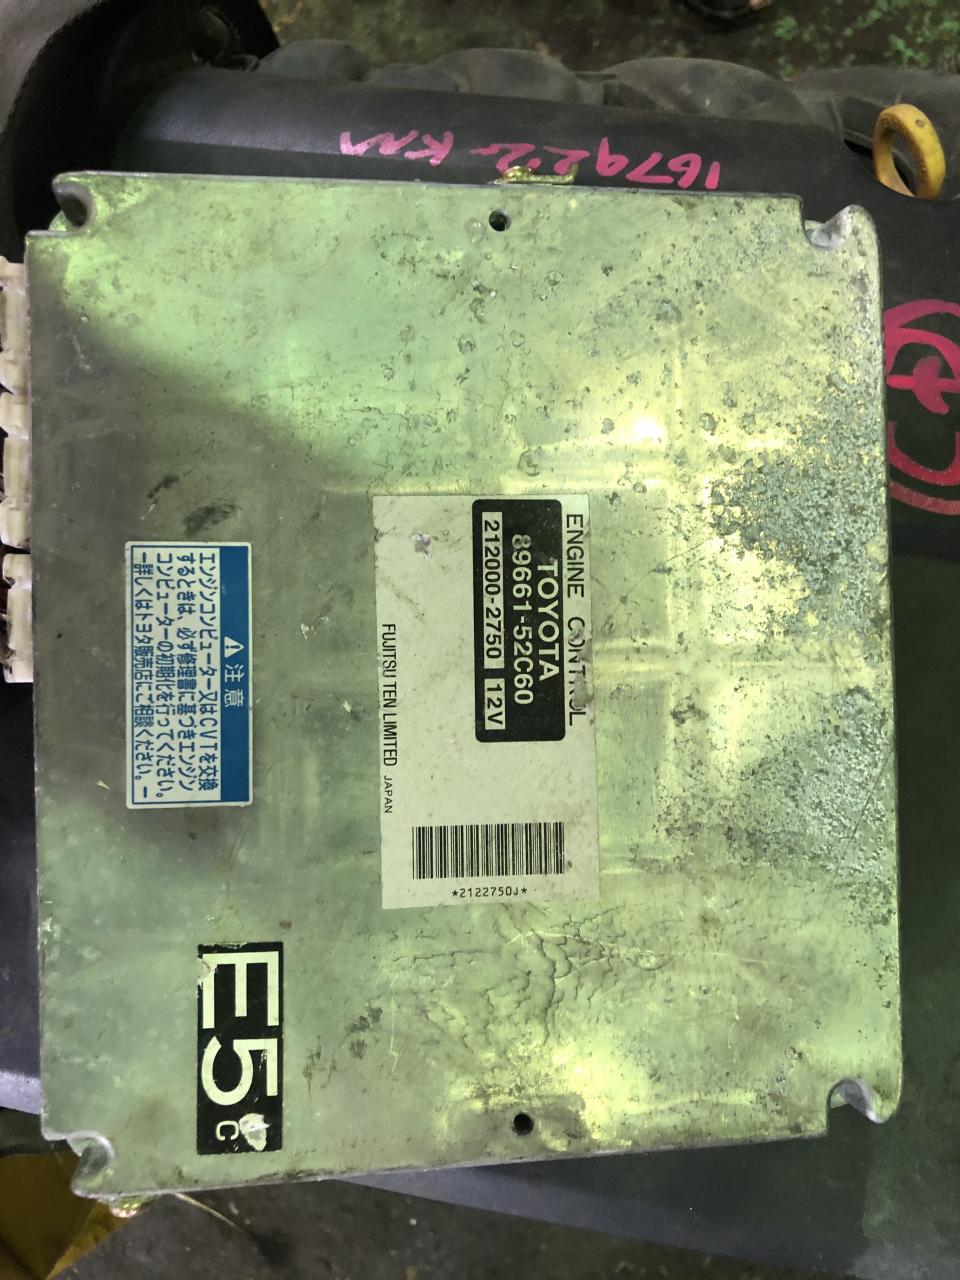 ENGINE CONTROL
TOYOTA
89661-52C60
212000-2750 12V
FUJITSU TEN LIMITED JAPAN
*2122750J*
注意
エンジンコンピューター又はCVTを交換
するときは、必ず修理書に基づきエンジン
コンピューターの初期化を行ってください。
ー詳しくはトヨタ販売店にご相談ください。ー
E5
C